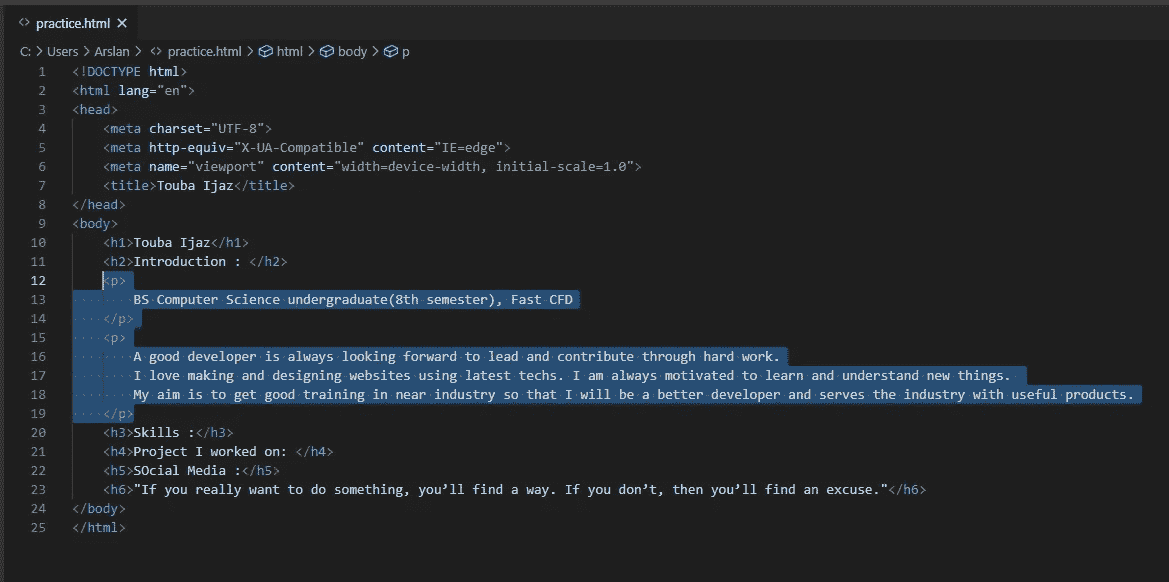 practice.html
C: > Users > Arslan > practice.html > html > body > p
1 <!DOCTYPE html>
2 <html lang="en">
3 <head>
4     <meta charset="UTF-8">
5     <meta http-equiv="X-UA-Compatible" content="IE=edge">
6     <meta name="viewport" content="width=device-width, initial-scale=1.0">
7     <title>Touba Ijaz</title>
8 </head>
9 <body>
10     <h1>Touba Ijaz</h1>
11     <h2>Introduction : </h2>
12     <p>
13         BS Computer Science undergraduate(8th semester), Fast CFD
14     </p>
15     <p>
16         A good developer is always looking forward to lead and contribute through hard work.
17         I love making and designing websites using latest techs. I am always motivated to learn and understand new things.
18         My aim is to get good training in near industry so that I will be a better developer and serves the industry with useful products.
19     </p>
20     <h3>Skills :</h3>
21     <h4>Project I worked on: </h4>
22     <h5>SOcial Media :</h5>
23     <h6>"If you really want to do something, you’ll find a way. If you don’t, then you’ll find an excuse."</h6>
24 </body>
25 </html>